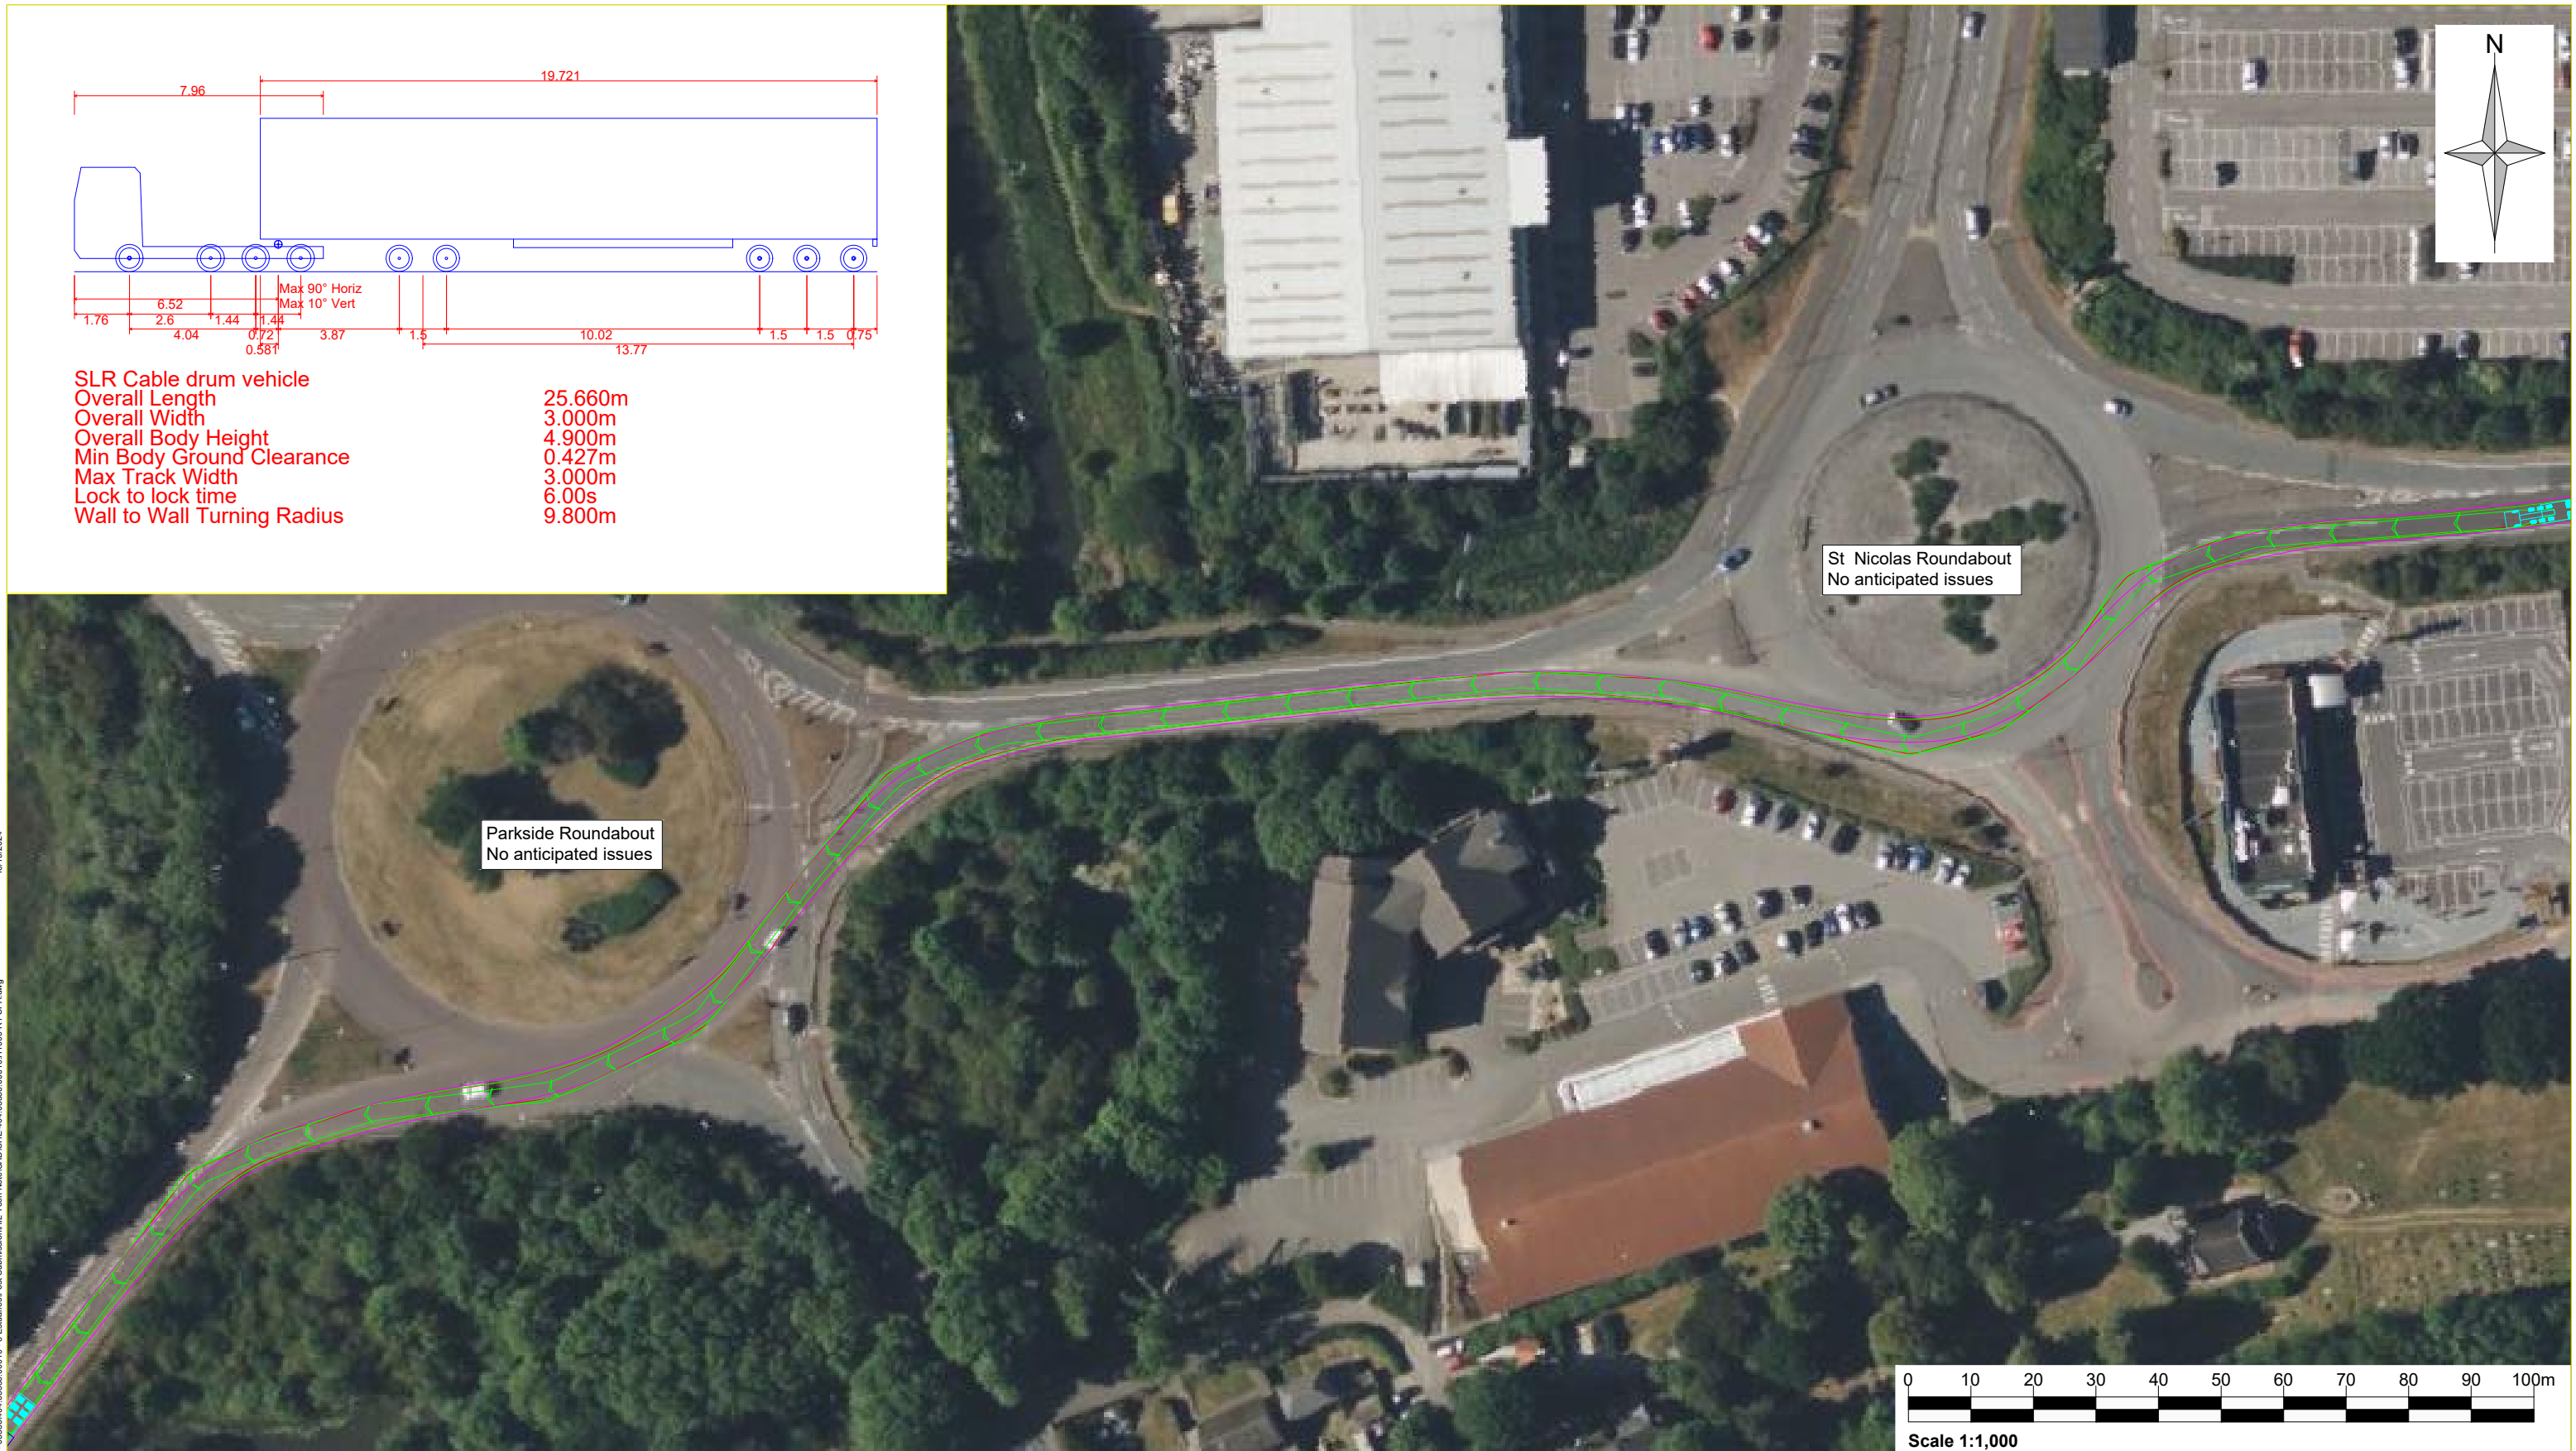 19.721
7.96
Max 90° Horiz
Max 10° Vert
6.52
1.76 2.6 1.44 1.44
4.04 0.72 3.87 1.5 10.02 1.5 1.5 0.75
0.581 13.77
SLR Cable drum vehicle
Overall Length 25.660m
Overall Width 3.000m
Overall Body Height 4.900m
Min Body Ground Clearance 0.427m
Max Track Width 3.000m
Lock to lock time 6.00s
Wall to Wall Turning Radius 9.800m
N
St Nicolas Roundabout
No anticipated issues
Parkside Roundabout
No anticipated issues
0 10 20 30 40 50 60 70 80 90 100m
Scale 1:1,000